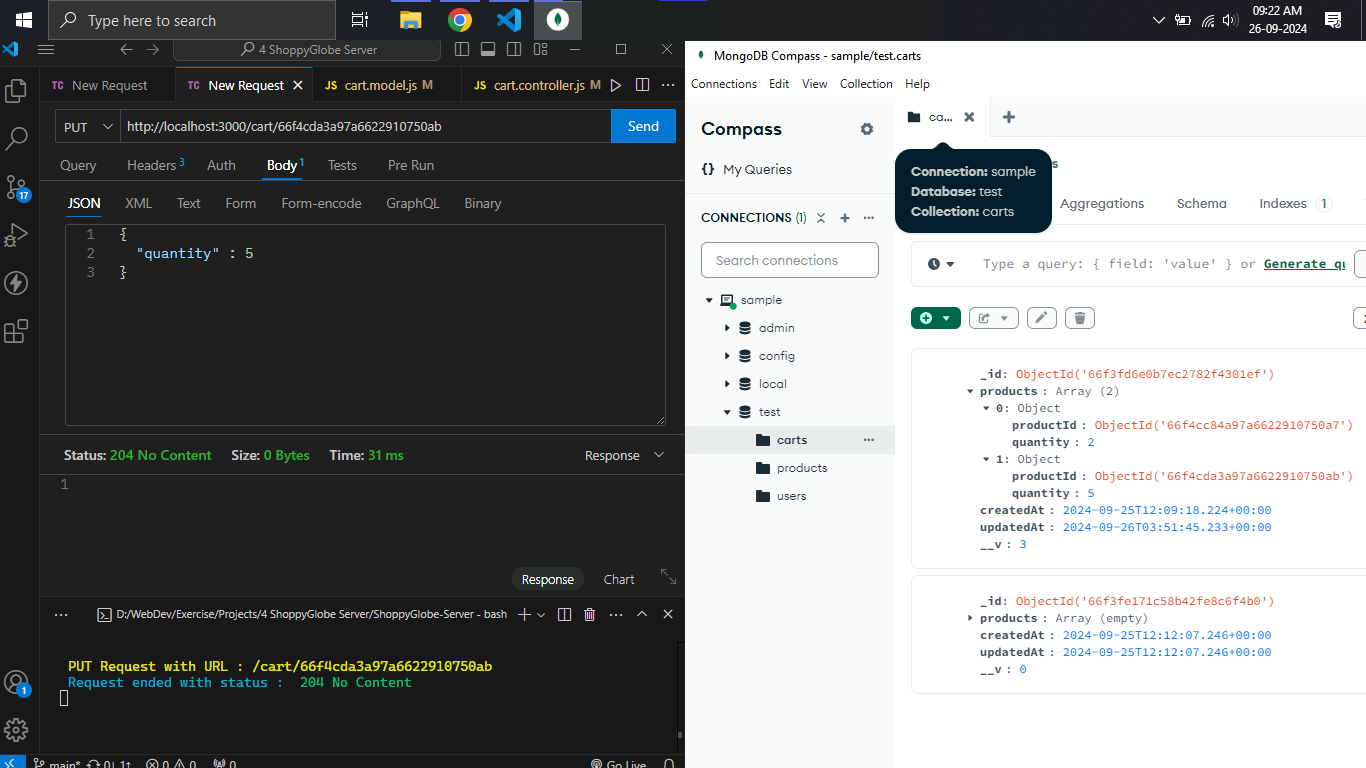 Type here to search
09:22 AM
26-09-2024
4 ShoppyGlobe Server
TC New Request
TC New Request
JS cart.model.js M
JS cart.controller.js M
PUT
http://localhost:3000/cart/66f4cda3a97a6622910750ab
Send
Query
Headers 3
Auth
Body 1
Tests
Pre Run
JSON
XML
Text
Form
Form-encode
GraphQL
Binary
1 {
2 "quantity" : 5
3 }
17
Status: 204 No Content
Size: 0 Bytes
Time: 31 ms
Response
1
Response
Chart
D:/WebDev/Exercise/Projects/4 ShoppyGlobe Server/ShoppyGlobe-Server - bash
PUT Request with URL : /cart/66f4cda3a97a6622910750ab
Request ended with status : 204 No Content
1
main*
0↓ 1↑
0
0
0
Go Live
MongoDB Compass - sample/test.carts
Connections
Edit
View
Collection
Help
Compass
My Queries
CONNECTIONS (1)
Search connections
sample
admin
config
local
test
carts
products
users
ca...
Connection: sample
Database: test
Collection: carts
s
Aggregations
Schema
Indexes 1
Type a query: { field: 'value' } or Generate qu
_id: ObjectId('66f3fd6e0b7ec2782f4301ef')
products : Array (2)
0: Object
productId : ObjectId('66f4cc84a97a6622910750a7')
quantity : 2
1: Object
productId : ObjectId('66f4cda3a97a6622910750ab')
quantity : 5
createdAt : 2024-09-25T12:09:18.224+00:00
updatedAt : 2024-09-26T03:51:45.233+00:00
__v : 3
_id: ObjectId('66f3fe171c58b42fe8c6f4b0')
products : Array (empty)
createdAt : 2024-09-25T12:12:07.246+00:00
updatedAt : 2024-09-25T12:12:07.246+00:00
__v : 0